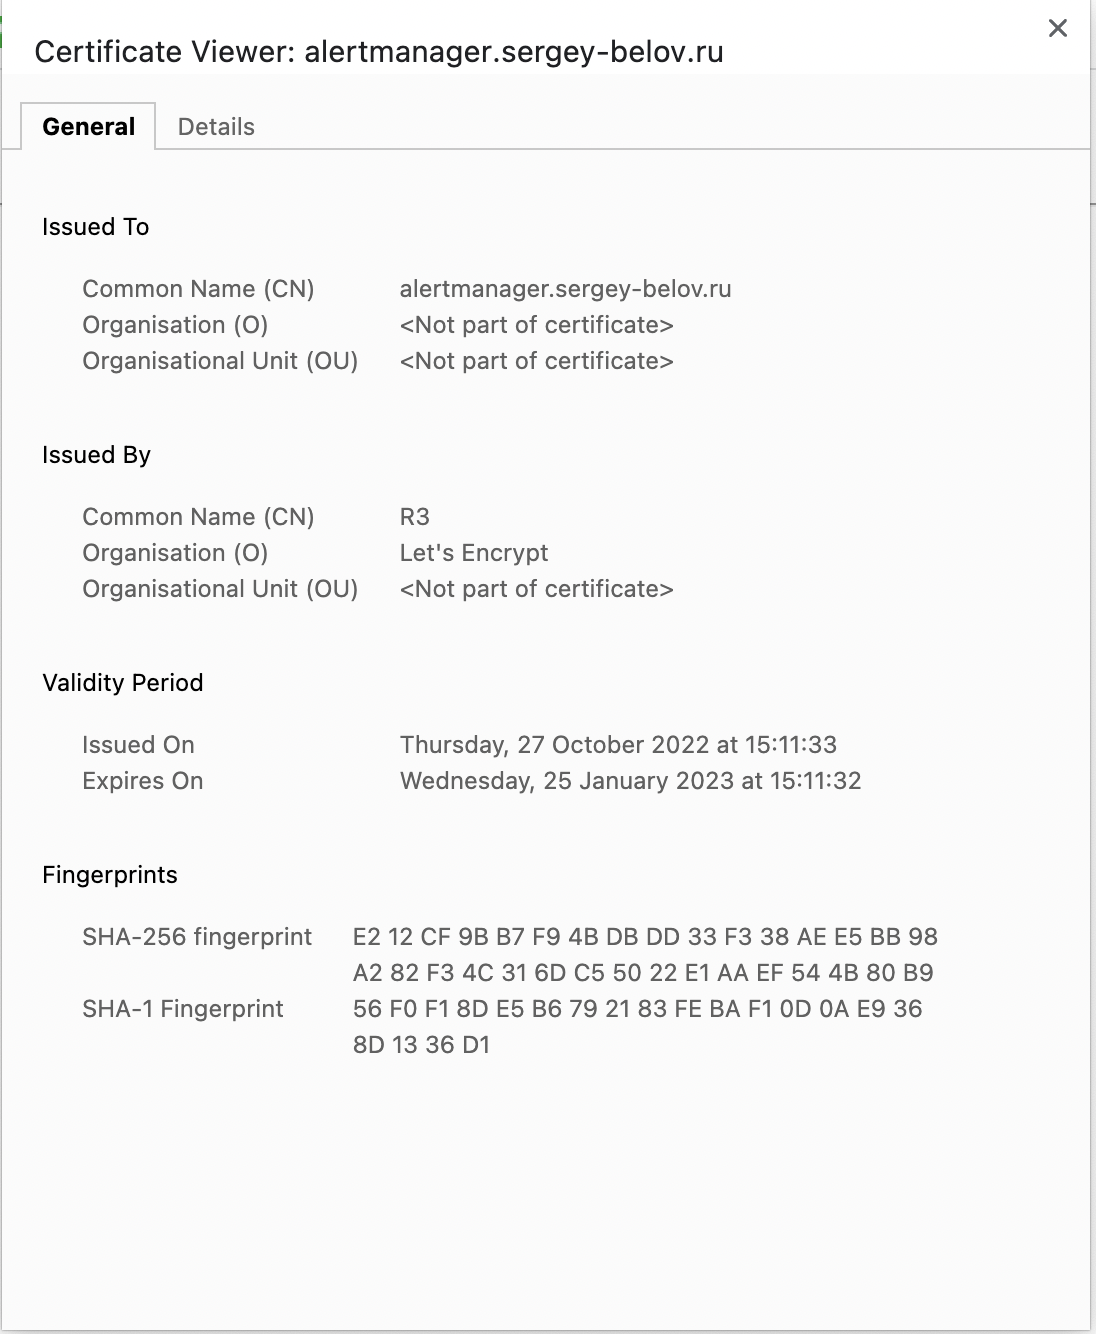 Certificate Viewer: alertmanager.sergey-belov.ru
General Details
Issued To
Common Name (CN) alertmanager.sergey-belov.ru
Organisation (O) <Not part of certificate>
Organisational Unit (OU) <Not part of certificate>
Issued By
Common Name (CN) R3
Organisation (O) Let's Encrypt
Organisational Unit (OU) <Not part of certificate>
Validity Period
Issued On Thursday, 27 October 2022 at 15:11:33
Expires On Wednesday, 25 January 2023 at 15:11:32
Fingerprints
SHA-256 fingerprint E2 12 CF 9B B7 F9 4B DB DD 33 F3 38 AE E5 BB 98
A2 82 F3 4C 31 6D C5 50 22 E1 AA EF 54 4B 80 B9
SHA-1 Fingerprint 56 F0 F1 8D E5 B6 79 21 83 FE BA F1 0D 0A E9 36
8D 13 36 D1